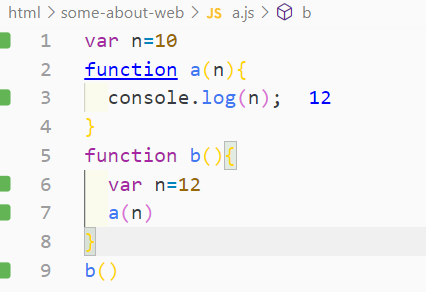 html > some-about-web > JS a.js > b
1 var n=10
2 function a(n){
3   console.log(n);  12
4 }
5 function b(){
6   var n=12
7   a(n)
8 }
9 b()